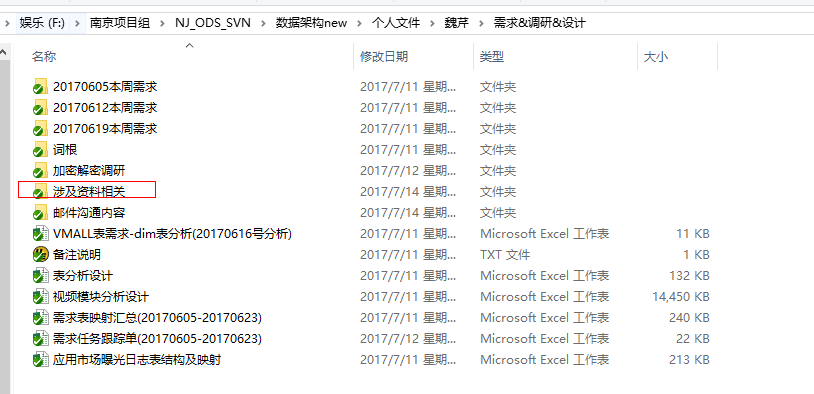 娱乐 (F:) > 南京项目组 > NJ_ODS_SVN > 数据架构new > 个人文件 > 魏芹 > 需求&调研&设计
名称 修改日期 类型 大小
20170605本周需求 2017/7/11 星期... 文件夹
20170612本周需求 2017/7/11 星期... 文件夹
20170619本周需求 2017/7/11 星期... 文件夹
词根 2017/7/11 星期... 文件夹
加密解密调研 2017/7/12 星期... 文件夹
涉及资料相关 2017/7/14 星期... 文件夹
邮件沟通内容 2017/7/14 星期... 文件夹
VMALL表需求-dim表分析(20170616号分析) 2017/7/11 星期... Microsoft Excel 工作表 11 KB
备注说明 2017/7/11 星期... TXT 文件 1 KB
表分析设计 2017/7/11 星期... Microsoft Excel 工作表 132 KB
视频模块分析设计 2017/7/11 星期... Microsoft Excel 工作表 14,450 KB
需求表映射汇总(20170605-20170623) 2017/7/11 星期... Microsoft Excel 工作表 240 KB
需求任务跟踪单(20170605-20170623) 2017/7/12 星期... Microsoft Excel 工作表 22 KB
应用市场曝光日志表结构及映射 2017/7/11 星期... Microsoft Excel 工作表 213 KB